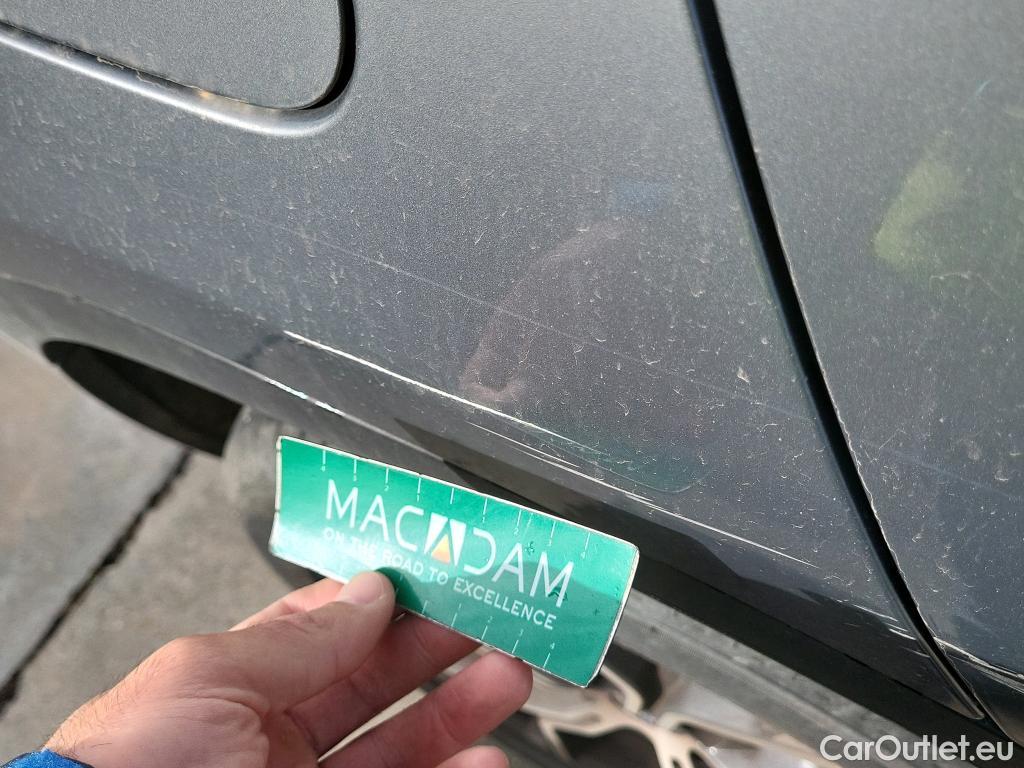 MACADAM
ON THE ROAD TO EXCELLENCE
CarOutlet.eu